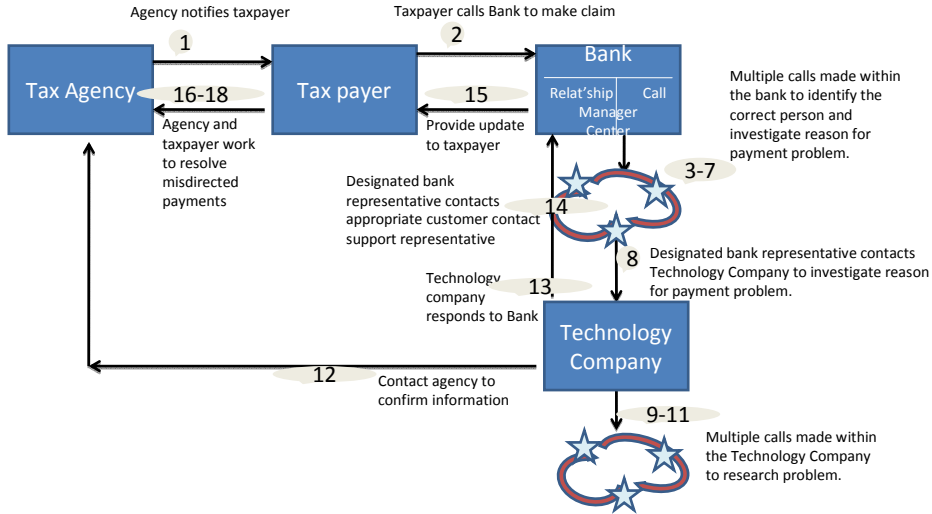 Agency notifies taxpayer
Taxpayer calls Bank to make claim
1
2
Tax Agency
Tax payer
Bank
Relat'ship
Manager
Call
Center
16-18
15
Agency and
taxpayer work
to resolve
misdirected
payments
Provide update
to taxpayer
Multiple calls made within
the bank to identify the
correct person and
investigate reason for
payment problem.
3-7
Designated bank
representative contacts
appropriate customer contact
support representative
14
8
Designated bank representative contacts
Technology Company to investigate reason
for payment problem.
Technology
company
responds to Bank
13
Technology
Company
12
Contact agency to
confirm information
9-11
Multiple calls made within
the Technology Company
to research problem.